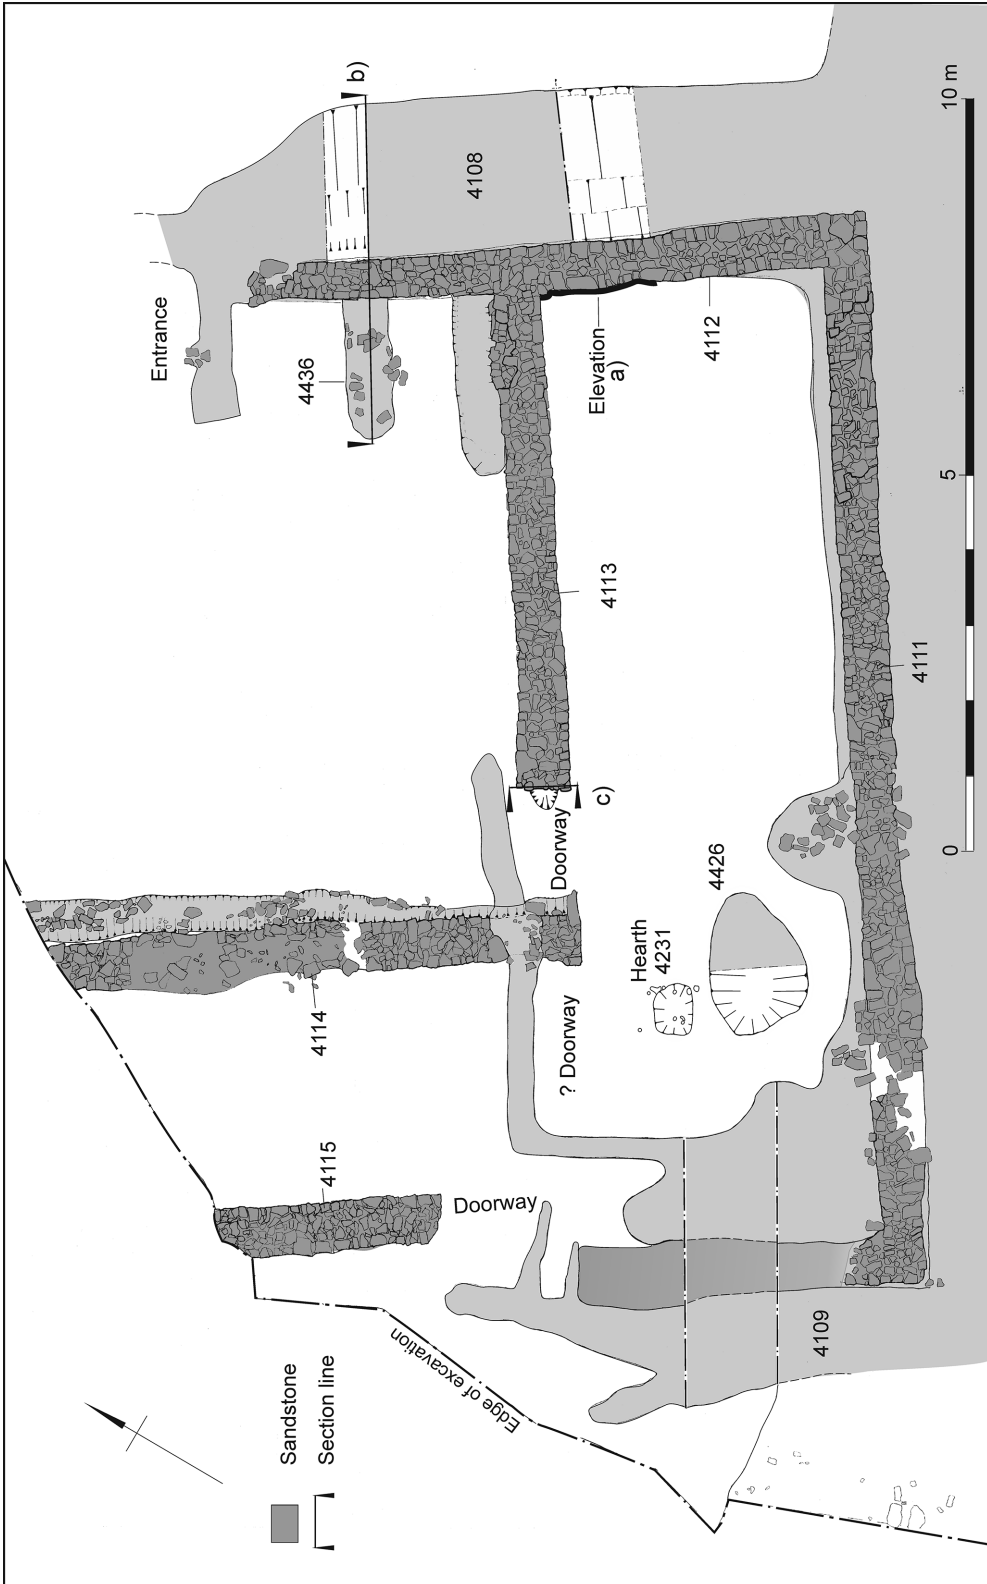 Entrance
b)
4108
10 m
4436
Elevation
a)
4112
5
4113
4111
c)
Doorway
0
4426
Hearth
4231
4114
? Doorway
4115
Doorway
4109
Edge of excavation
Sandstone
Section line